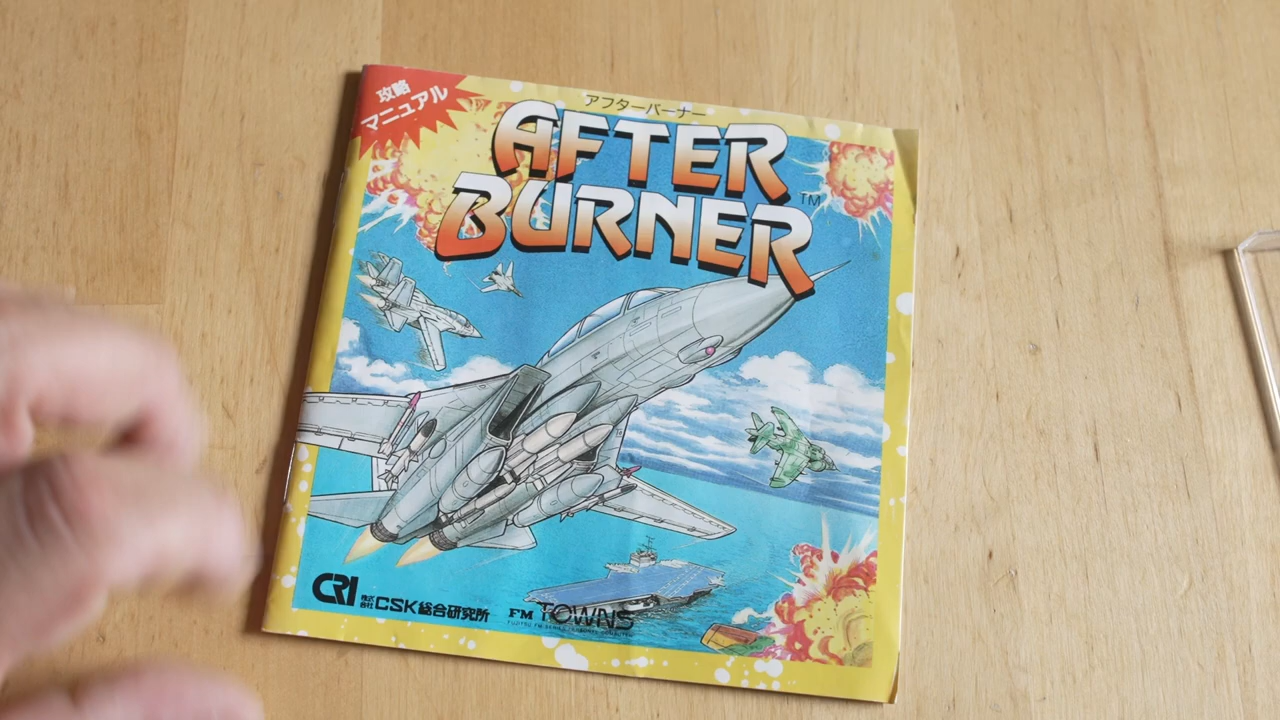 攻略
マニュアル
アフターバーナー
AFTER
BURNER
TM
CRI 株式会社 CSK総合研究所
FM TOWNS